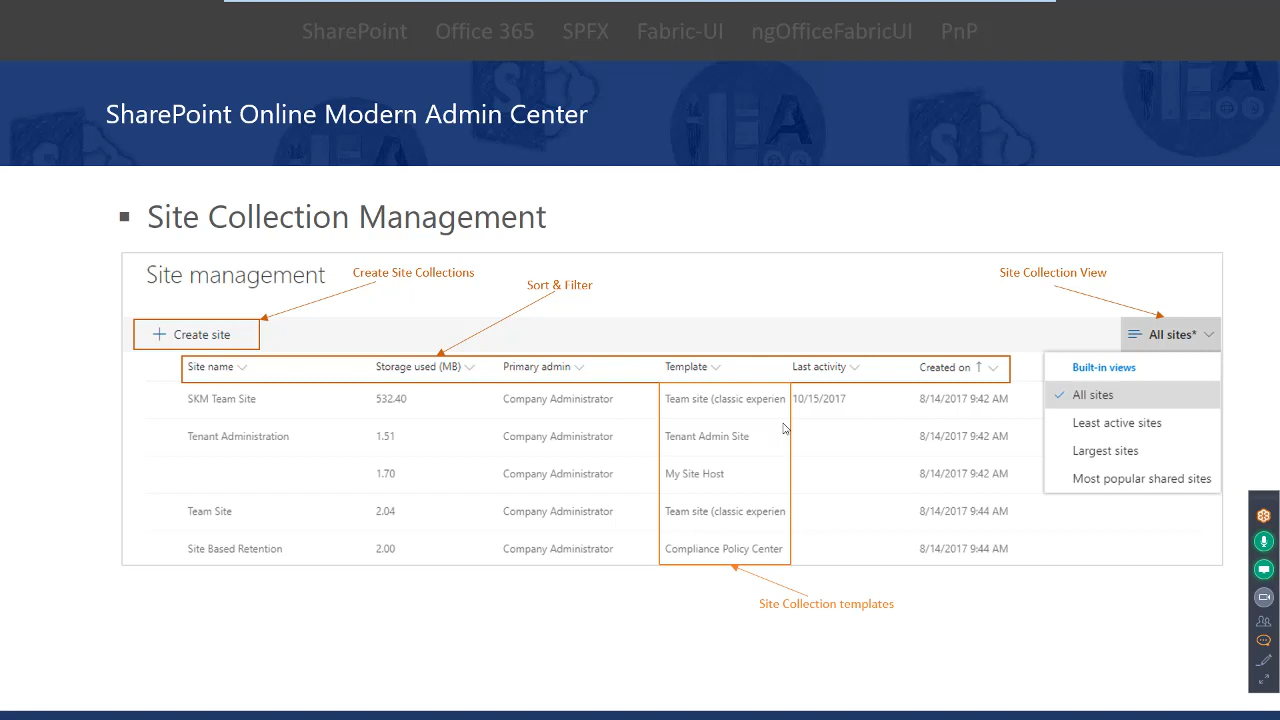 SharePoint Office 365 SPFX Fabric-UI ngOfficeFabricUI PnP
SharePoint Online Modern Admin Center
▪ Site Collection Management
Site management
Create Site Collections
Sort & Filter
Site Collection View
+ Create site
All sites*
Site name Storage used (MB) Primary admin Template Last activity Created on ↑
SKM Team Site 532.40 Company Administrator Team site (classic experien 10/15/2017 8/14/2017 9:42 AM
Tenant Administration 1.51 Company Administrator Tenant Admin Site 8/14/2017 9:42 AM
1.70 Company Administrator My Site Host 8/14/2017 9:42 AM
Team Site 2.04 Company Administrator Team site (classic experien 8/14/2017 9:44 AM
Site Based Retention 2.00 Company Administrator Compliance Policy Center 8/14/2017 9:44 AM
Built-in views
All sites
Least active sites
Largest sites
Most popular shared sites
Site Collection templates